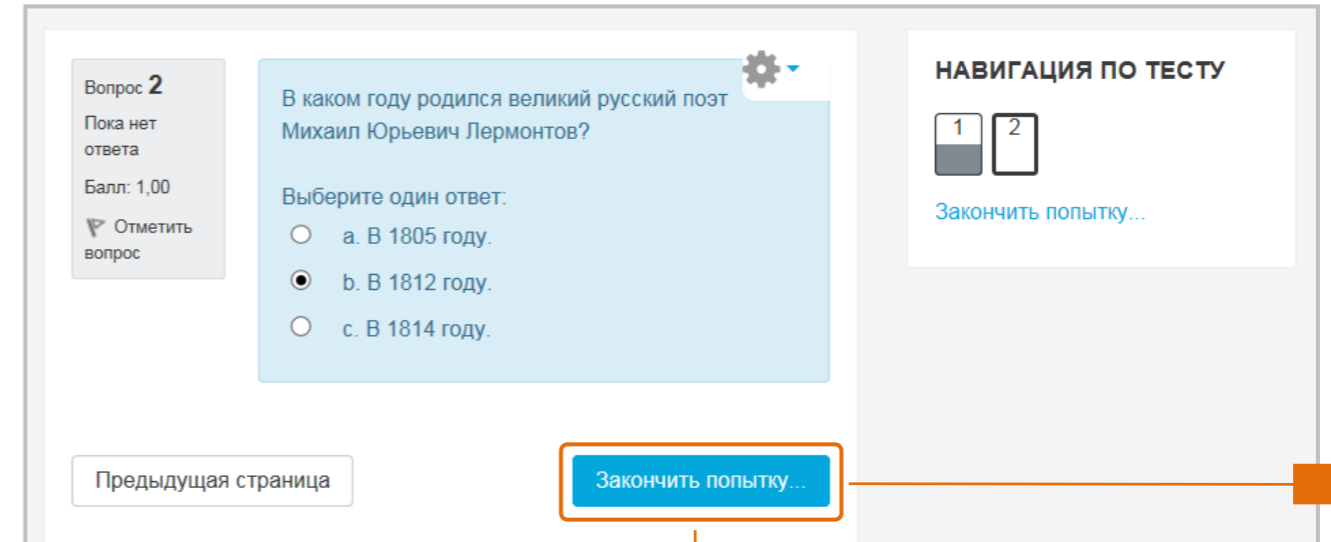 Вопрос 2
Пока нет
ответа
Балл: 1,00
Отметить
вопрос
В каком году родился великий русский поэт
Михаил Юрьевич Лермонтов?
Выберите один ответ:
a. В 1805 году.
b. В 1812 году.
c. В 1814 году.
Предыдущая страница
Закончить попытку...
НАВИГАЦИЯ ПО ТЕСТУ
1 2
Закончить попытку...